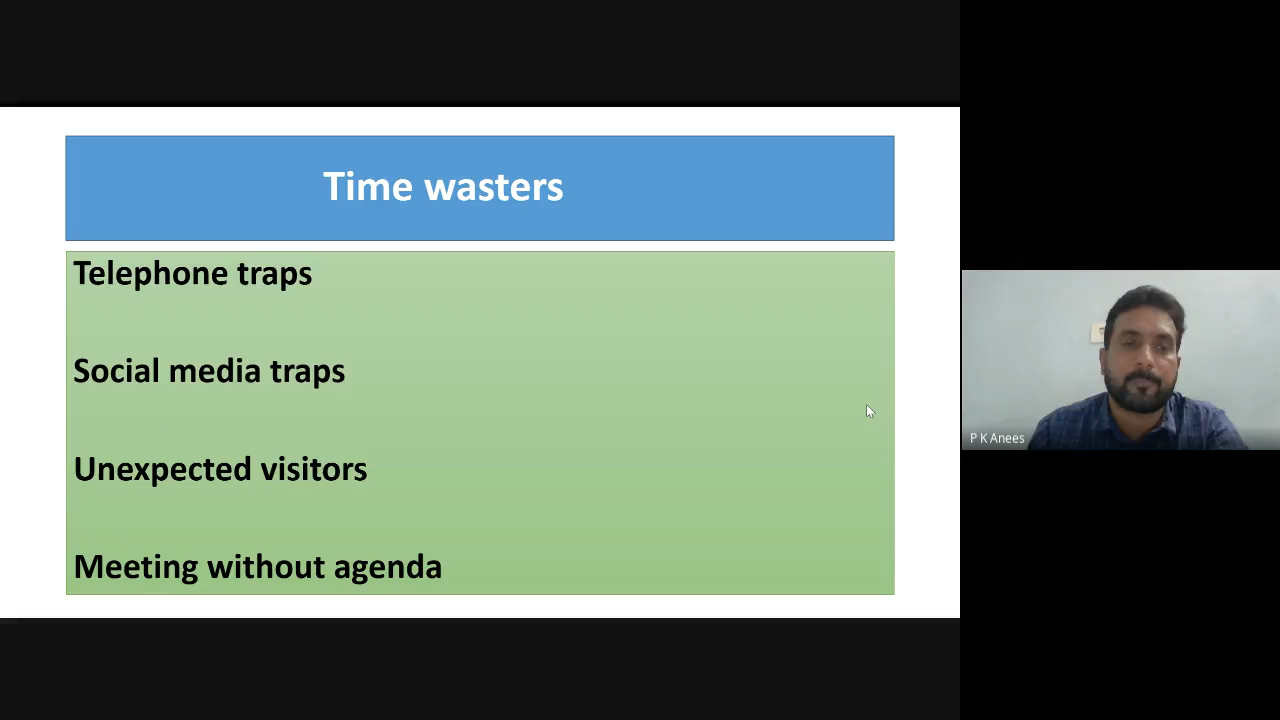 Time wasters
Telephone traps
Social media traps
Unexpected visitors
Meeting without agenda
P K Anees